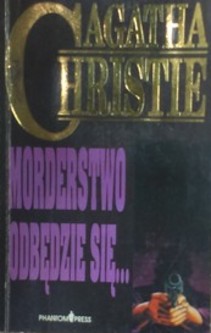 AGATHA
CHRISTIE
MORDERSTWO
ODBĘDZIE SIĘ...
PHANTOM PRESS